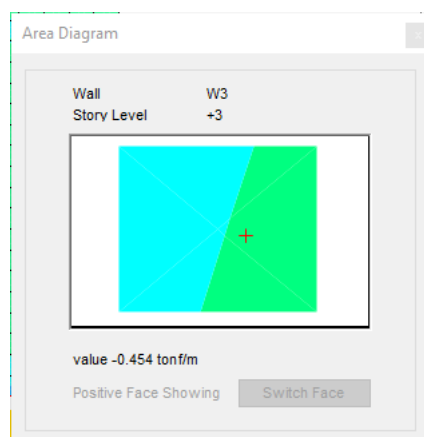 Area Diagram
x
Wall W3
Story Level +3
value -0.454 tonf/m
Positive Face Showing Switch Face